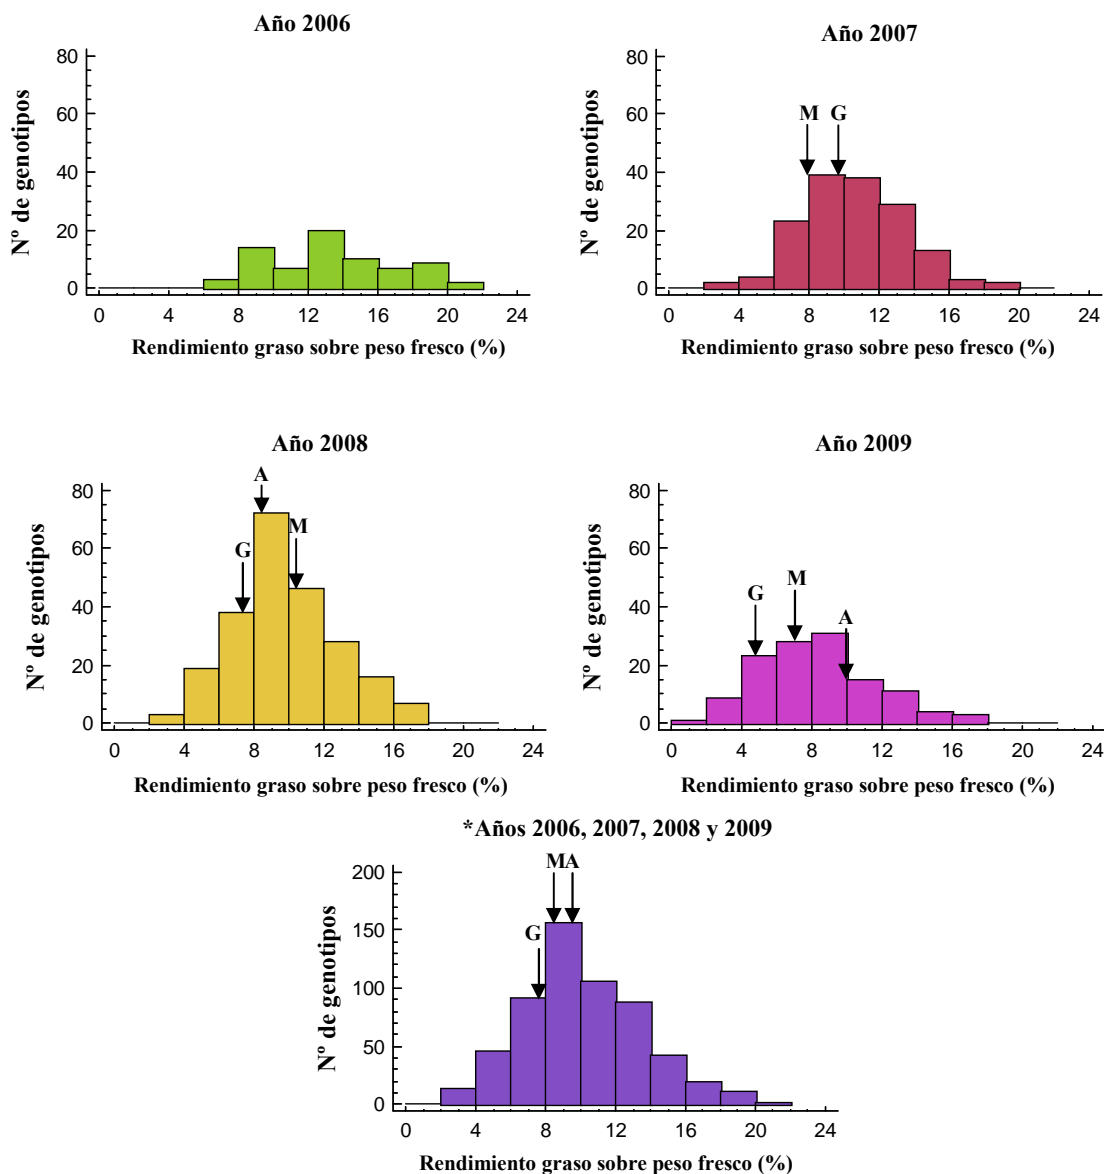 Año 2006
80
60
40
20
0
Nº de genotipos
0 4 8 12 16 20 24
Rendimiento graso sobre peso fresco (%)
Año 2007
80
60
40
20
0
Nº de genotipos
M G
0 4 8 12 16 20 24
Rendimiento graso sobre peso fresco (%)
Año 2008
80
60
40
20
0
Nº de genotipos
A
M
G
0 4 8 12 16 20 24
Rendimiento graso sobre peso fresco (%)
Año 2009
80
60
40
20
0
Nº de genotipos
G
M
A
0 4 8 12 16 20 24
Rendimiento graso sobre peso fresco (%)
*Años 2006, 2007, 2008 y 2009
200
150
100
50
0
Nº de genotipos
MA
G
0 4 8 12 16 20 24
Rendimiento graso sobre peso fresco (%)